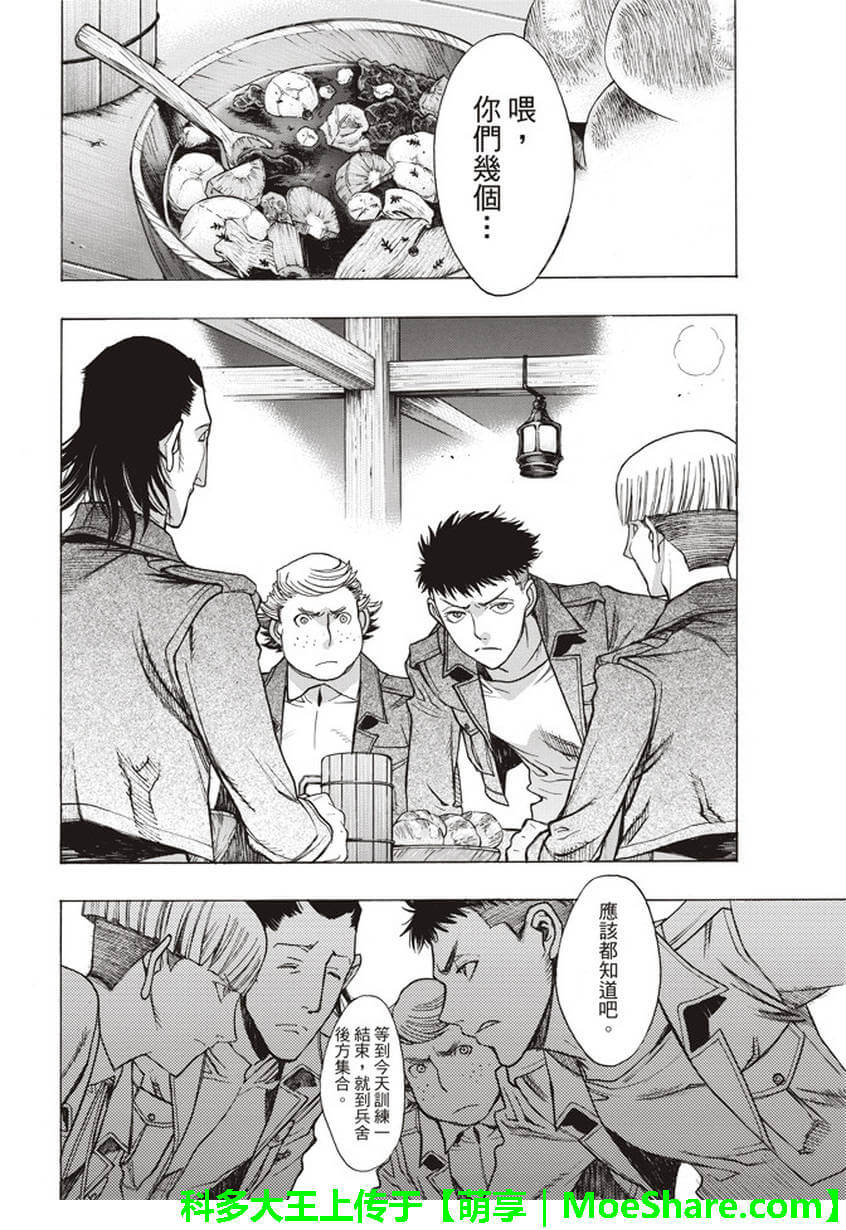 喂，
你們幾個…
應該都知道吧。
等到今天訓練一
結束，就到兵舍
後方集合。
科多大王上传于【萌享｜MoeShare.com】